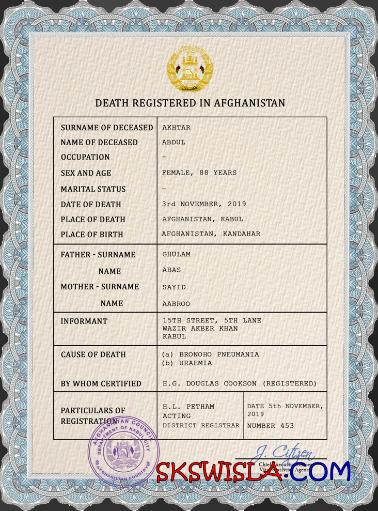 DEATH REGISTERED IN AFGHANISTAN
SURNAME OF DECEASED AKHTAR
NAME OF DECEASED ABDUL
OCCUPATION –
SEX AND AGE FEMALE, 88 YEARS
MARITAL STATUS –
DATE OF DEATH 3rd NOVEMBER, 2019
PLACE OF DEATH AFGHANISTAN, KABUL
PLACE OF BIRTH AFGHANISTAN, KANDAHAR
FATHER - SURNAME GHULAM
NAME ABAS
MOTHER - SURNAME SAYID
NAME AABROO
INFORMANT 15TH STREET, 5TH LANE
WAZIR AKBER KHAN
KABUL
CAUSE OF DEATH (a) BRONOHO PNEUMANIA
(b) URAEMIA
BY WHOM CERTIFIED H.G. DOUGLAS COOKSON (REGISTERED)
PARTICULARS OF REGISTRATION
H.L. PETHAM
ACTING
DISTRICT REGISTRAR
DATE 5th NOVEMBER,
2019
NUMBER 453
J. Citizen
SKSWISLA.COM